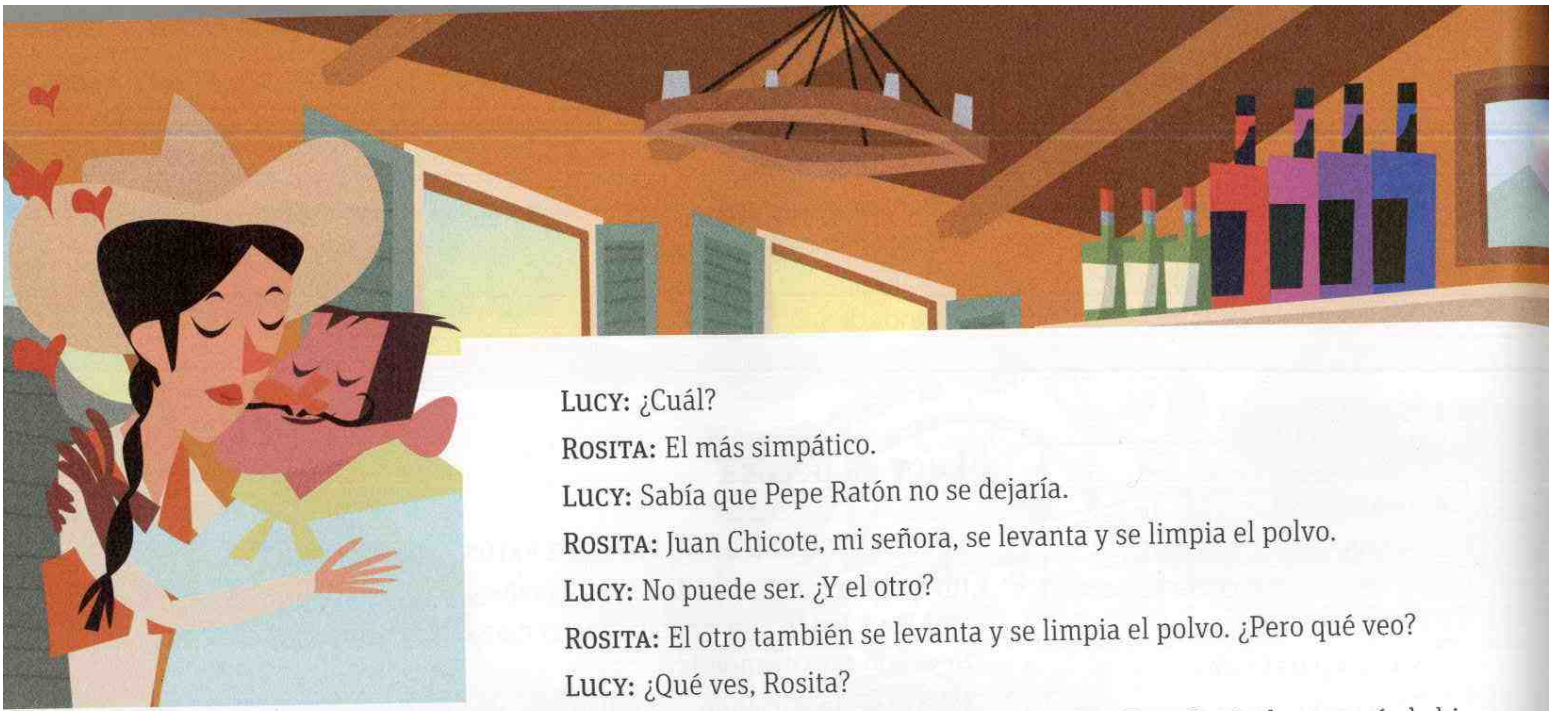 LUCY: ¿Cuál?
ROSITA: El más simpático.
LUCY: Sabía que Pepe Ratón no se dejaría.
ROSITA: Juan Chicote, mi señora, se levanta y se limpia el polvo.
LUCY: No puede ser. ¿Y el otro?
ROSITA: El otro también se levanta y se limpia el polvo. ¿Pero qué veo?
LUCY: ¿Qué ves, Rosita?